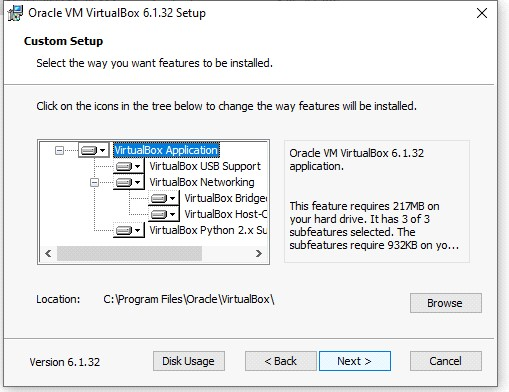 Oracle VM VirtualBox 6.1.32 Setup
Custom Setup
Select the way you want features to be installed.
Click on the icons in the tree below to change the way features will be installed.
VirtualBox Application
VirtualBox USB Support
VirtualBox Networking
VirtualBox Bridge
VirtualBox Host-C
VirtualBox Python 2.x Su
Oracle VM VirtualBox 6.1.32
application.
This feature requires 217MB on
your hard drive. It has 3 of 3
subfeatures selected. The
subfeatures require 932KB on yo...
Location: C:\Program Files\Oracle\VirtualBox\
Browse
Version 6.1.32
Disk Usage
< Back
Next >
Cancel